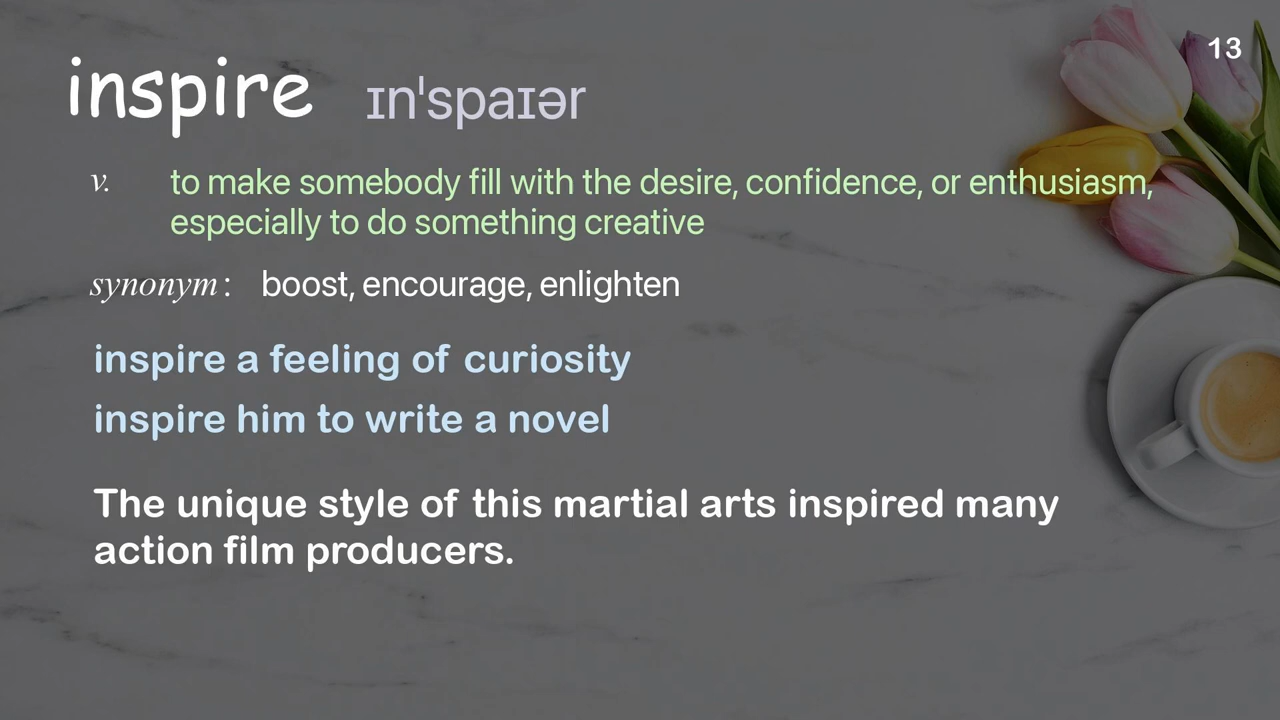 13
inspire ɪn'spaɪər
v. to make somebody fill with the desire, confidence, or enthusiasm,
especially to do something creative
synonym: boost, encourage, enlighten
inspire a feeling of curiosity
inspire him to write a novel
The unique style of this martial arts inspired many
action film producers.